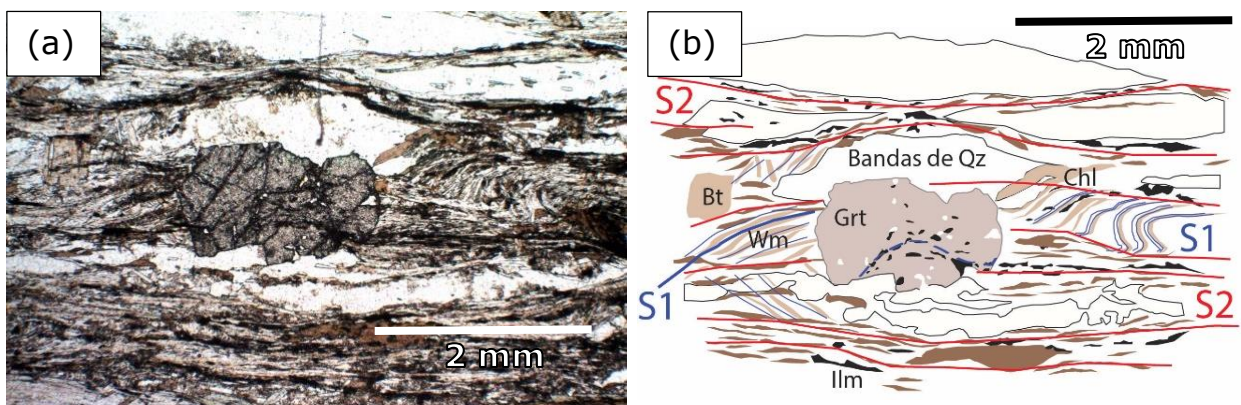 (a)
2 mm
(b)
2 mm
S2
Bandas de Qz
Chl
Bt
Grt
Wm
S1
S1
S2
Ilm